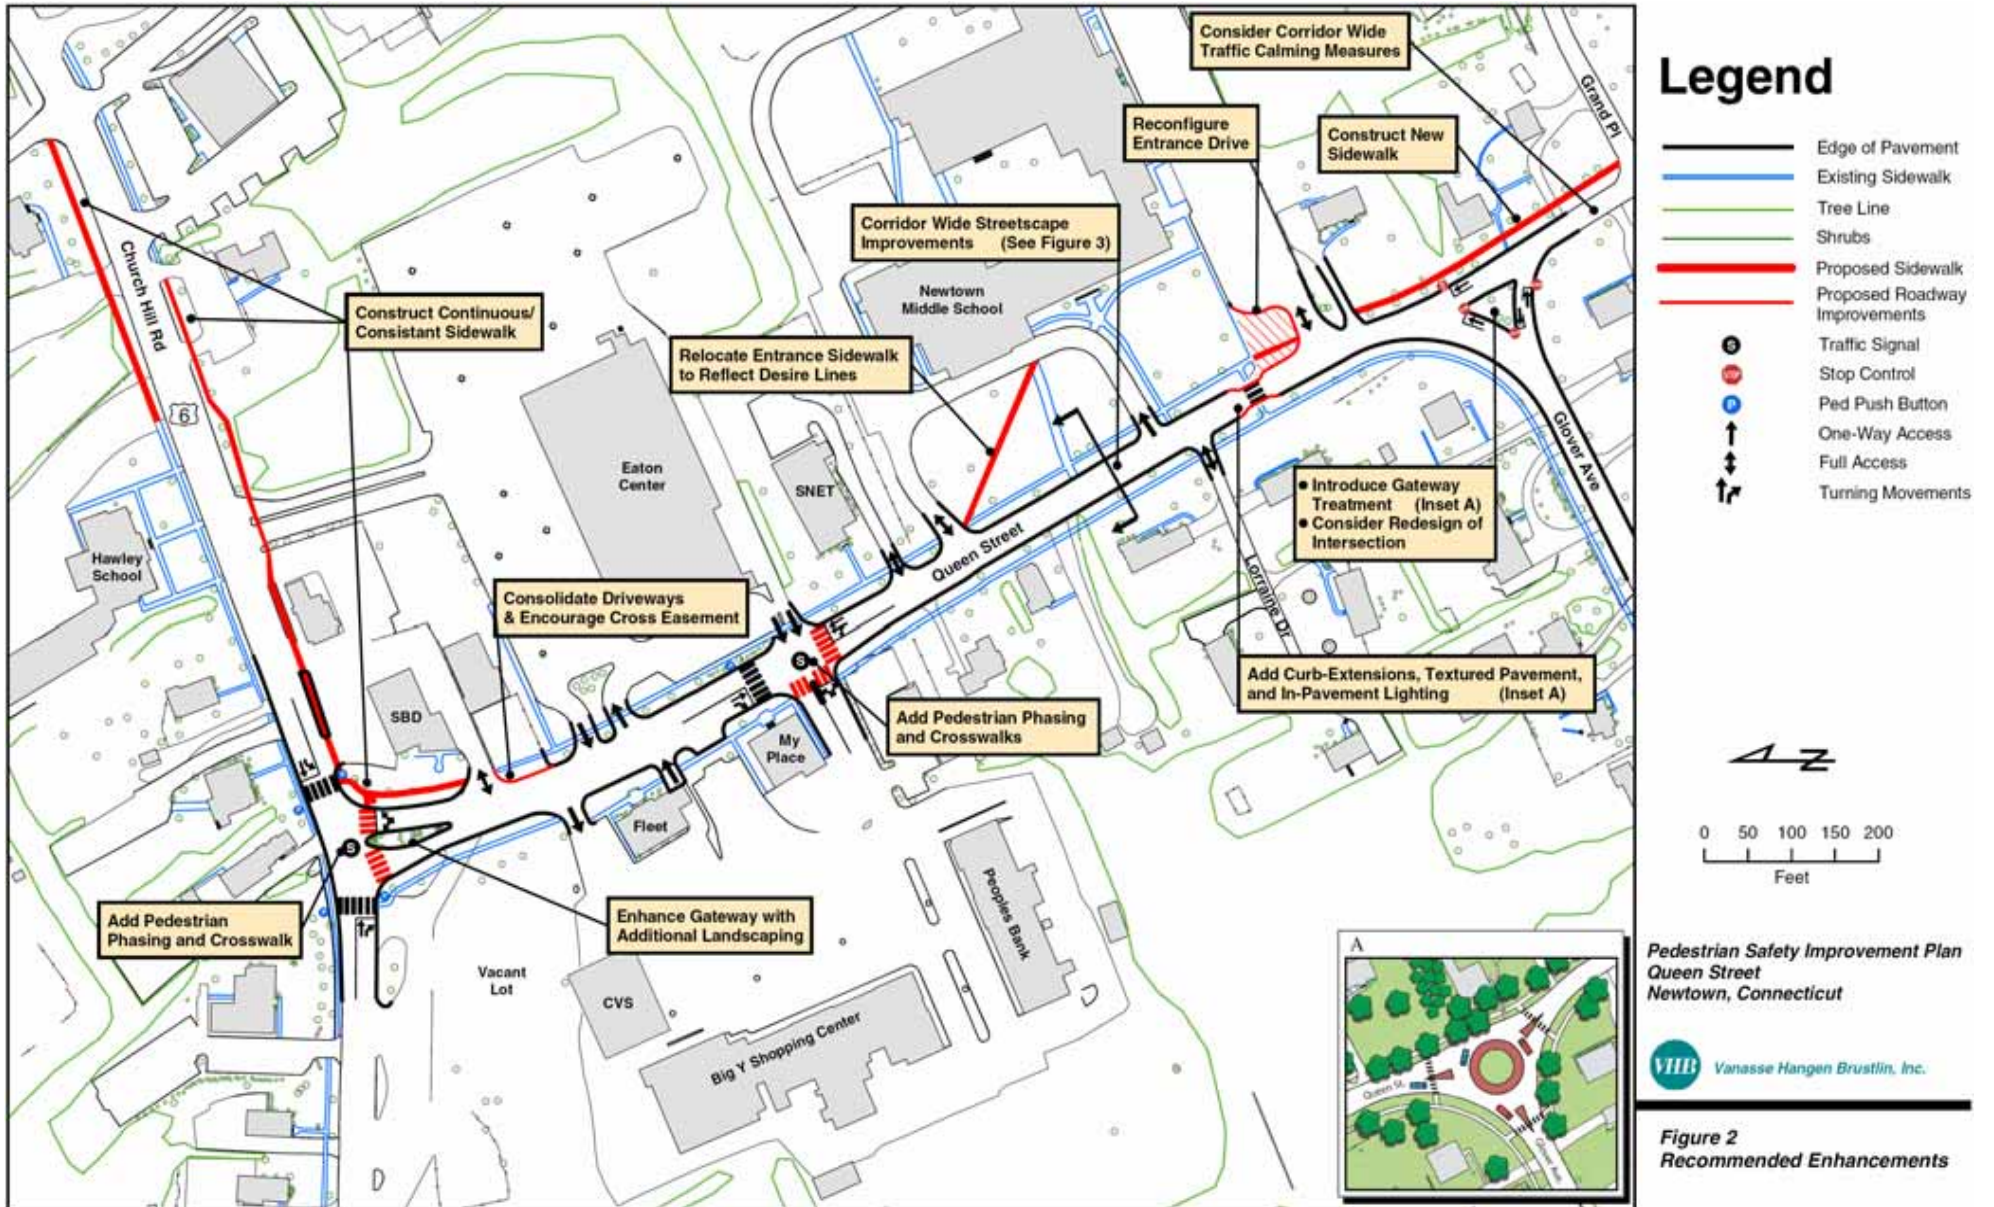 Consider Corridor Wide
Traffic Calming Measures
Reconfigure
Entrance Drive
Construct New
Sidewalk
Grand Pl
Corridor Wide Streetscape
Improvements (See Figure 3)
Church Hill Rd
Construct Continuous/
Consistant Sidewalk
6
Newtown
Middle School
Relocate Entrance Sidewalk
to Reflect Desire Lines
Eaton
Center
SNET
Queen Street
Glover Ave
Introduce Gateway
Treatment (Inset A)
Consider Redesign of
Intersection
Hawley
School
Lorraine Dr
Consolidate Driveways
& Encourage Cross Easement
S
Add Curb-Extensions, Textured Pavement,
and In-Pavement Lighting (Inset A)
SBD
Add Pedestrian Phasing
and Crosswalks
My
Place
Fleet
S
Add Pedestrian
Phasing and Crosswalk
Enhance Gateway with
Additional Landscaping
Peoples Bank
Vacant
Lot
CVS
Big Y Shopping Center
A
Queen St.
Glover Ave.
Legend
Edge of Pavement
Existing Sidewalk
Tree Line
Shrubs
Proposed Sidewalk
Proposed Roadway
Improvements
S Traffic Signal
STOP Stop Control
P Ped Push Button
One-Way Access
Full Access
Turning Movements
N
0 50 100 150 200
Feet
Pedestrian Safety Improvement Plan
Queen Street
Newtown, Connecticut
VHB Vanasse Hangen Brustlin, Inc.
Figure 2
Recommended Enhancements